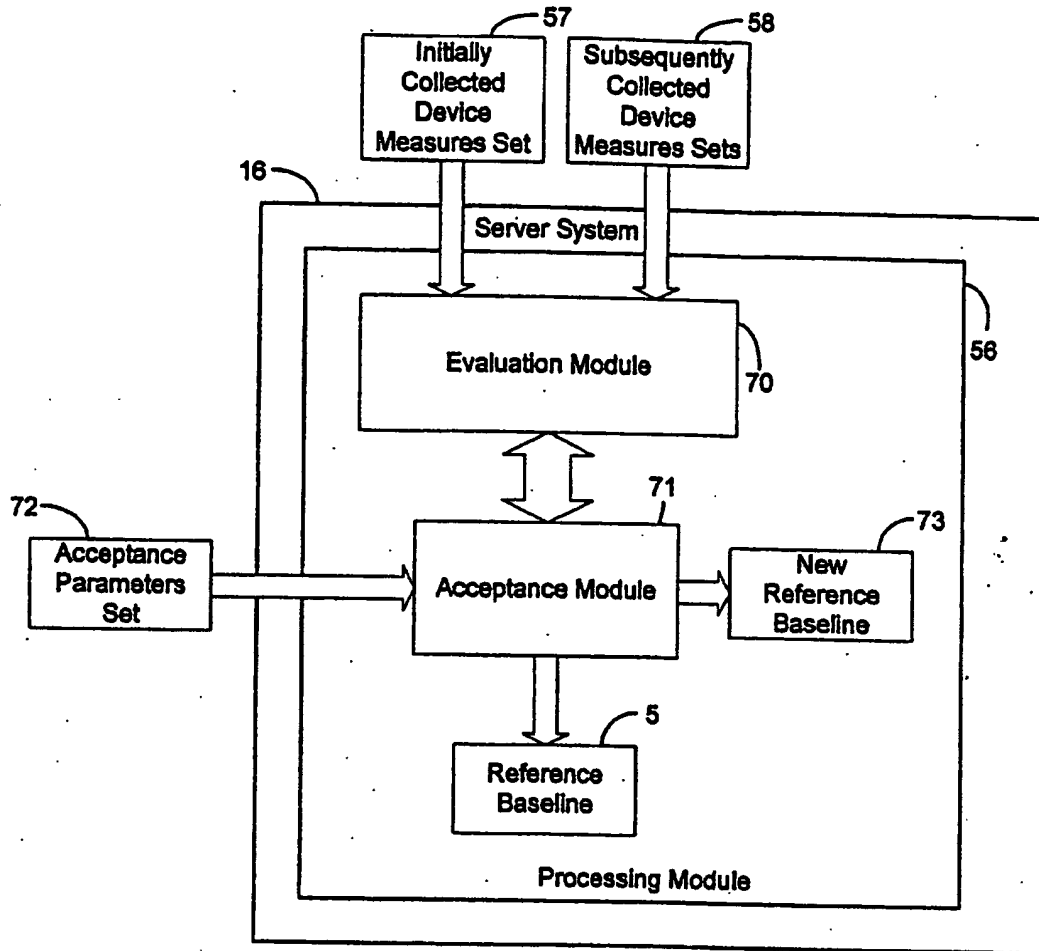 57
58
Initially
Collected
Device
Measures Set
Subsequently
Collected
Device
Measures Sets
16
Server System
56
Evaluation Module
70
72
71
73
Acceptance
Parameters
Set
Acceptance Module
New
Reference
Baseline
5
Reference
Baseline
Processing Module